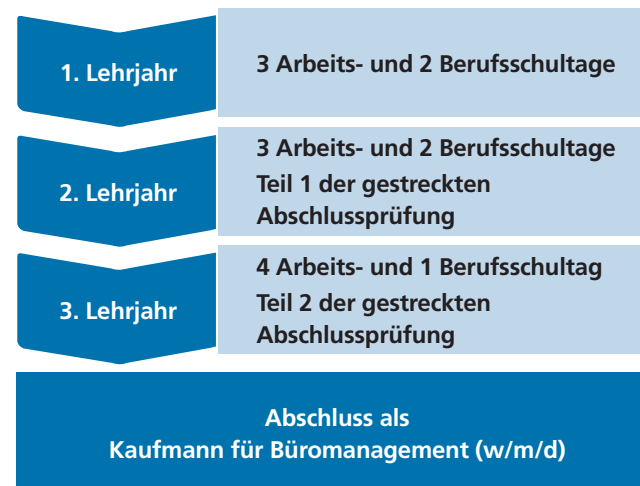 1. Lehrjahr
3 Arbeits- und 2 Berufsschultage
2. Lehrjahr
3 Arbeits- und 2 Berufsschultage
Teil 1 der gestreckten
Abschlussprüfung
3. Lehrjahr
4 Arbeits- und 1 Berufsschultag
Teil 2 der gestreckten
Abschlussprüfung
Abschluss als
Kaufmann für Büromanagement (w/m/d)